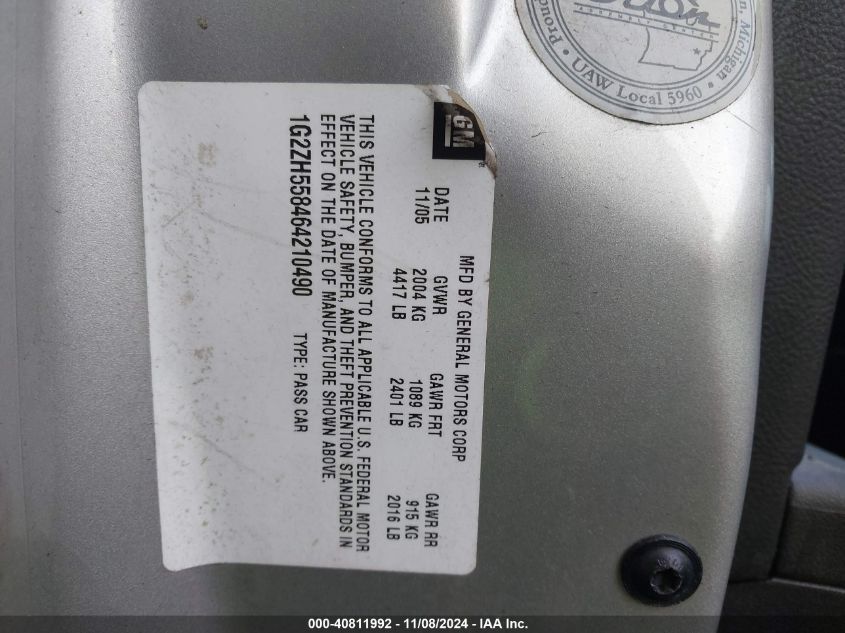 GM
MFD BY GENERAL MOTORS CORP
DATE GVWR GAWR FRT GAWR RR
11/05 2004 KG 1089 KG 915 KG
4417 LB 2401 LB 2016 LB
THIS VEHICLE CONFORMS TO ALL APPLICABLE U.S. FEDERAL MOTOR
VEHICLE SAFETY, BUMPER, AND THEFT PREVENTION STANDARDS IN
EFFECT ON THE DATE OF MANUFACTURE SHOWN ABOVE.
1G2ZH558464210490 TYPE: PASS CAR
Michigan • UAW Local 5960 •
000-40811992 - 11/08/2024 - IAA Inc.